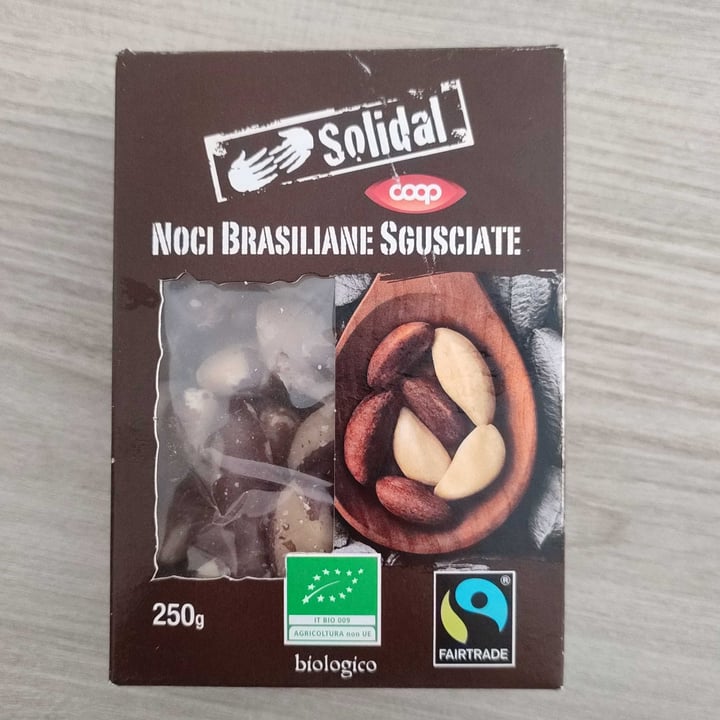 Solidal
coop
NOCI BRASILIANE SGUSCIATE
250g
IT BIO 009
AGRICOLTURA non UE
biologico
®
FAIRTRADE